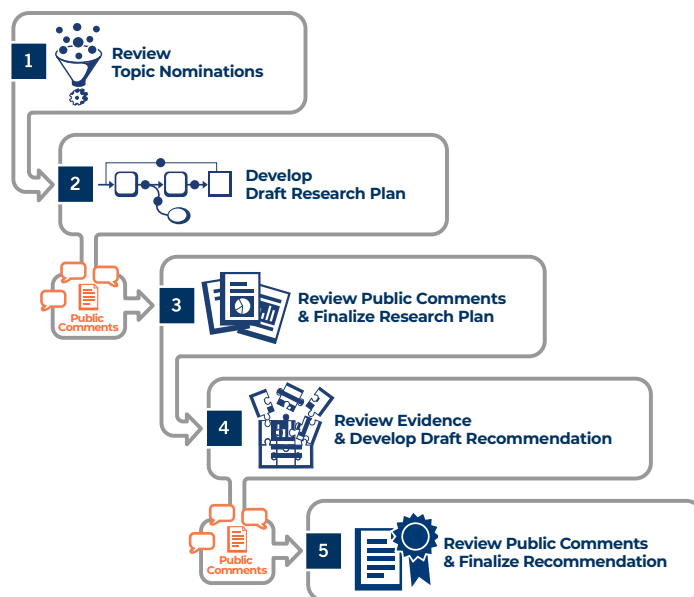 1
Review
Topic Nominations
2
Develop
Draft Research Plan
Public
Comments
3
Review Public Comments
& Finalize Research Plan
4
Review Evidence
& Develop Draft Recommendation
Public
Comments
5
Review Public Comments
& Finalize Recommendation